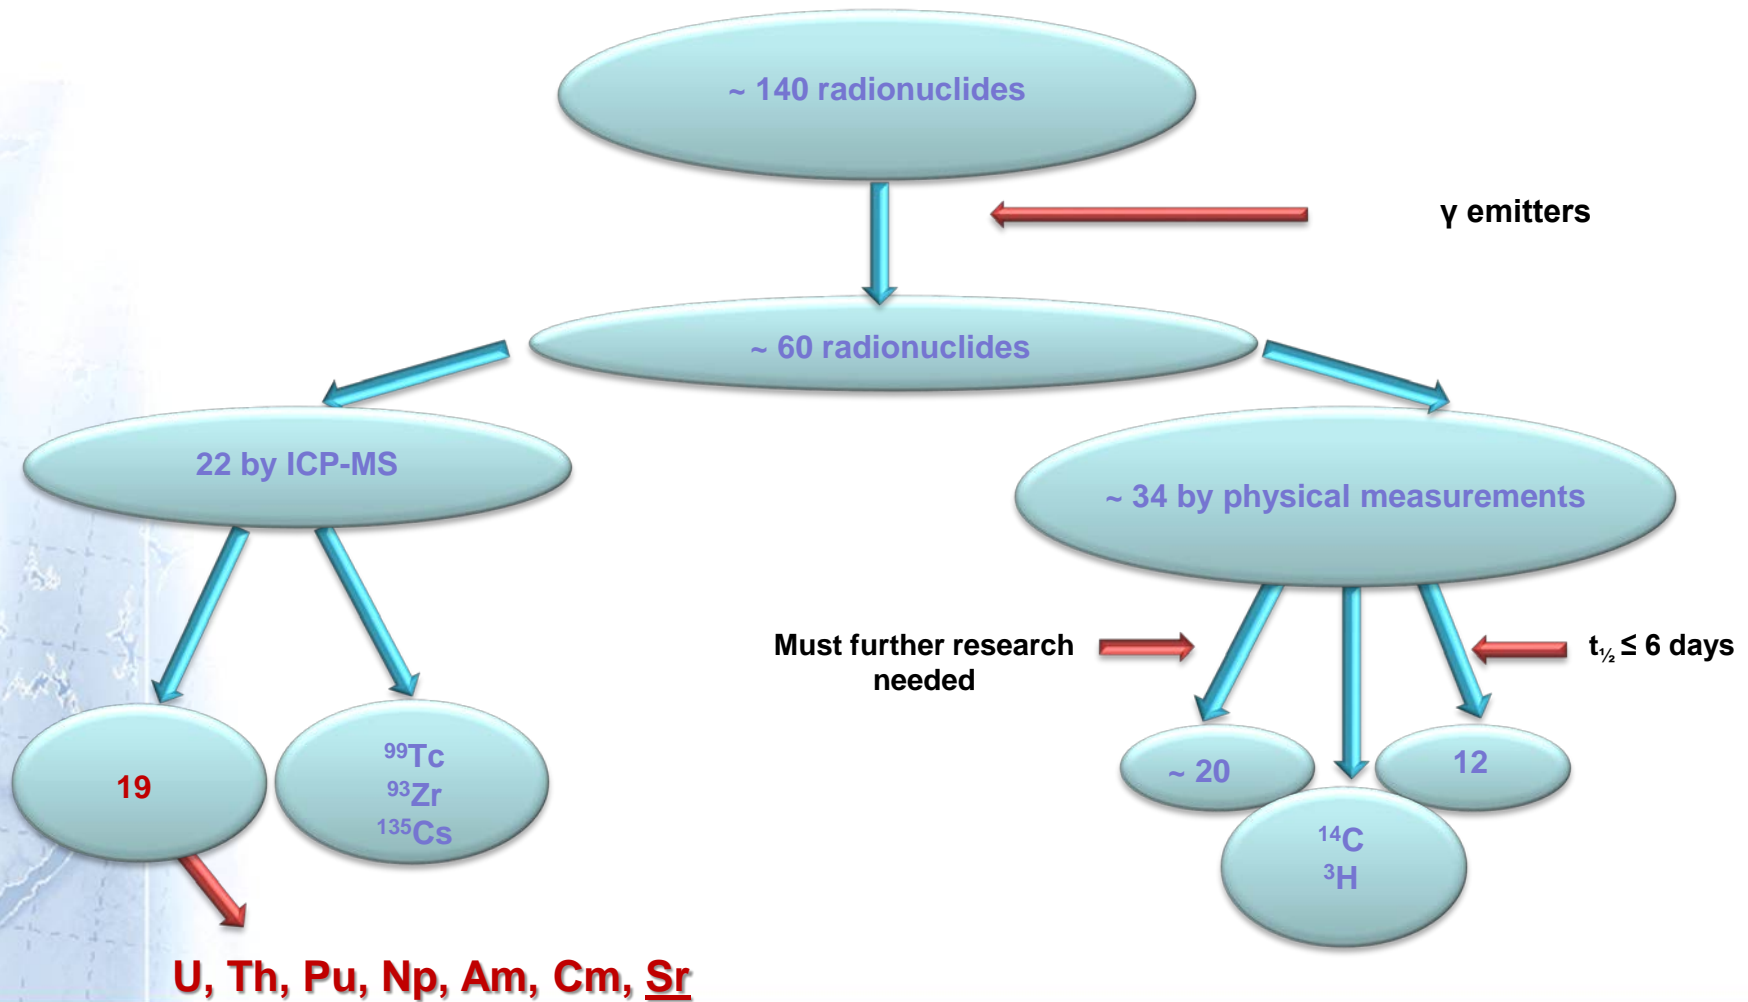 ~ 140 radionuclides
γ emitters
~ 60 radionuclides
22 by ICP-MS
~ 34 by physical measurements
Must further research
needed
t½ ≤ 6 days
19
⁹⁹Tc
⁹³Zr
¹³⁵Cs
~ 20
12
¹⁴C
³H
U, Th, Pu, Np, Am, Cm, Sr